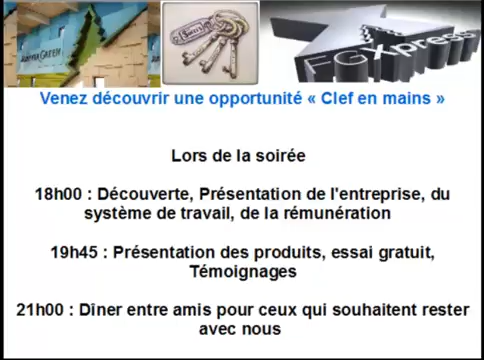 FOREVER GREEN
FGXpress
Venez découvrir une opportunité « Clef en mains »
Lors de la soirée
18h00 : Découverte, Présentation de l'entreprise, du
système de travail, de la rémunération
19h45 : Présentation des produits, essai gratuit,
Témoignages
21h00 : Dîner entre amis pour ceux qui souhaitent rester
avec nous